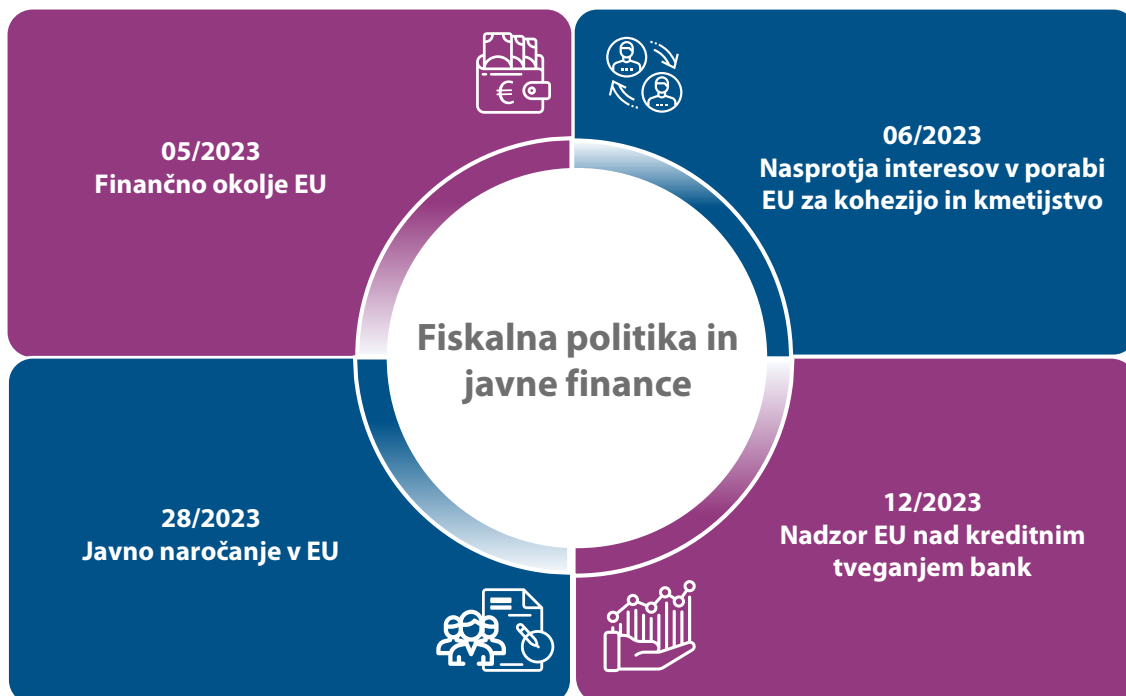 05/2023
Finančno okolje EU
06/2023
Nasprotja interesov v porabi
EU za kohezijo in kmetijstvo
Fiskalna politika in
javne finance
28/2023
Javno naročanje v EU
12/2023
Nadzor EU nad kreditnim
tveganjem bank